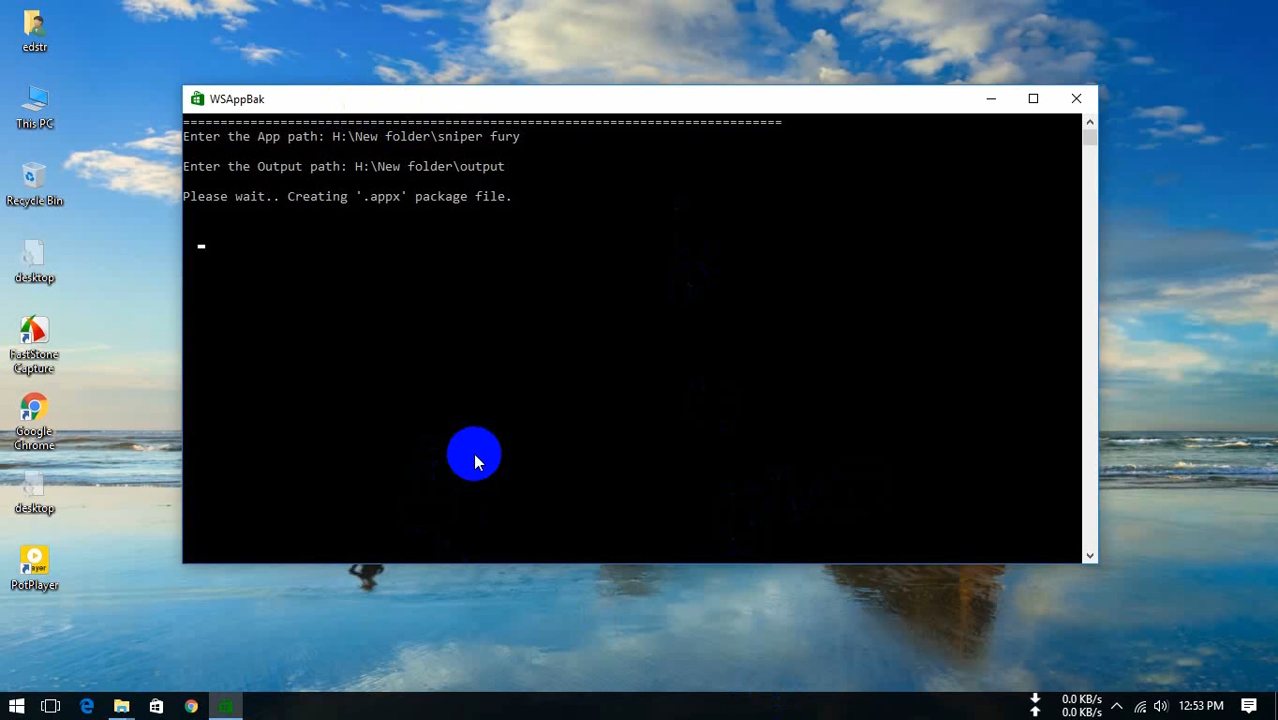 edstr
This PC
Recycle Bin
desktop
FastStone
Capture
Google
Chrome
desktop
PotPlayer
WSAppBak
================================================================================
Enter the App path: H:\New folder\sniper fury
Enter the Output path: H:\New folder\output
Please wait.. Creating '.appx' package file.
0.0 KB/s
0.0 KB/s
12:53 PM